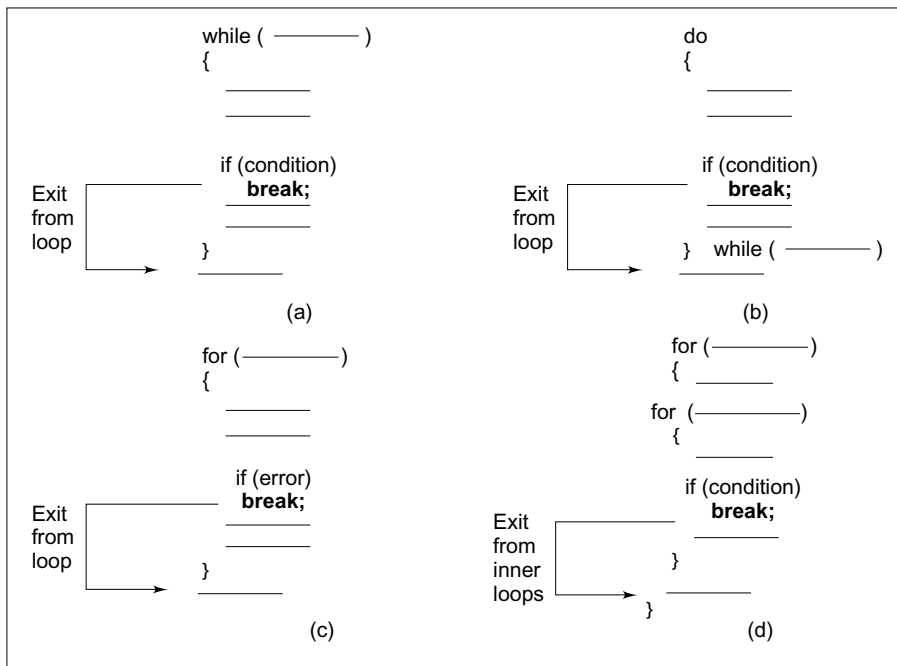 while ( )
{
if (condition)
break;
Exit
from
loop
}
(a)
do
{
if (condition)
break;
Exit
from
loop
} while ( )
(b)
for ( )
{
if (error)
break;
Exit
from
loop
}
(c)
for ( )
{
for ( )
{
if (condition)
break;
Exit
from
inner
loops
}
}
(d)